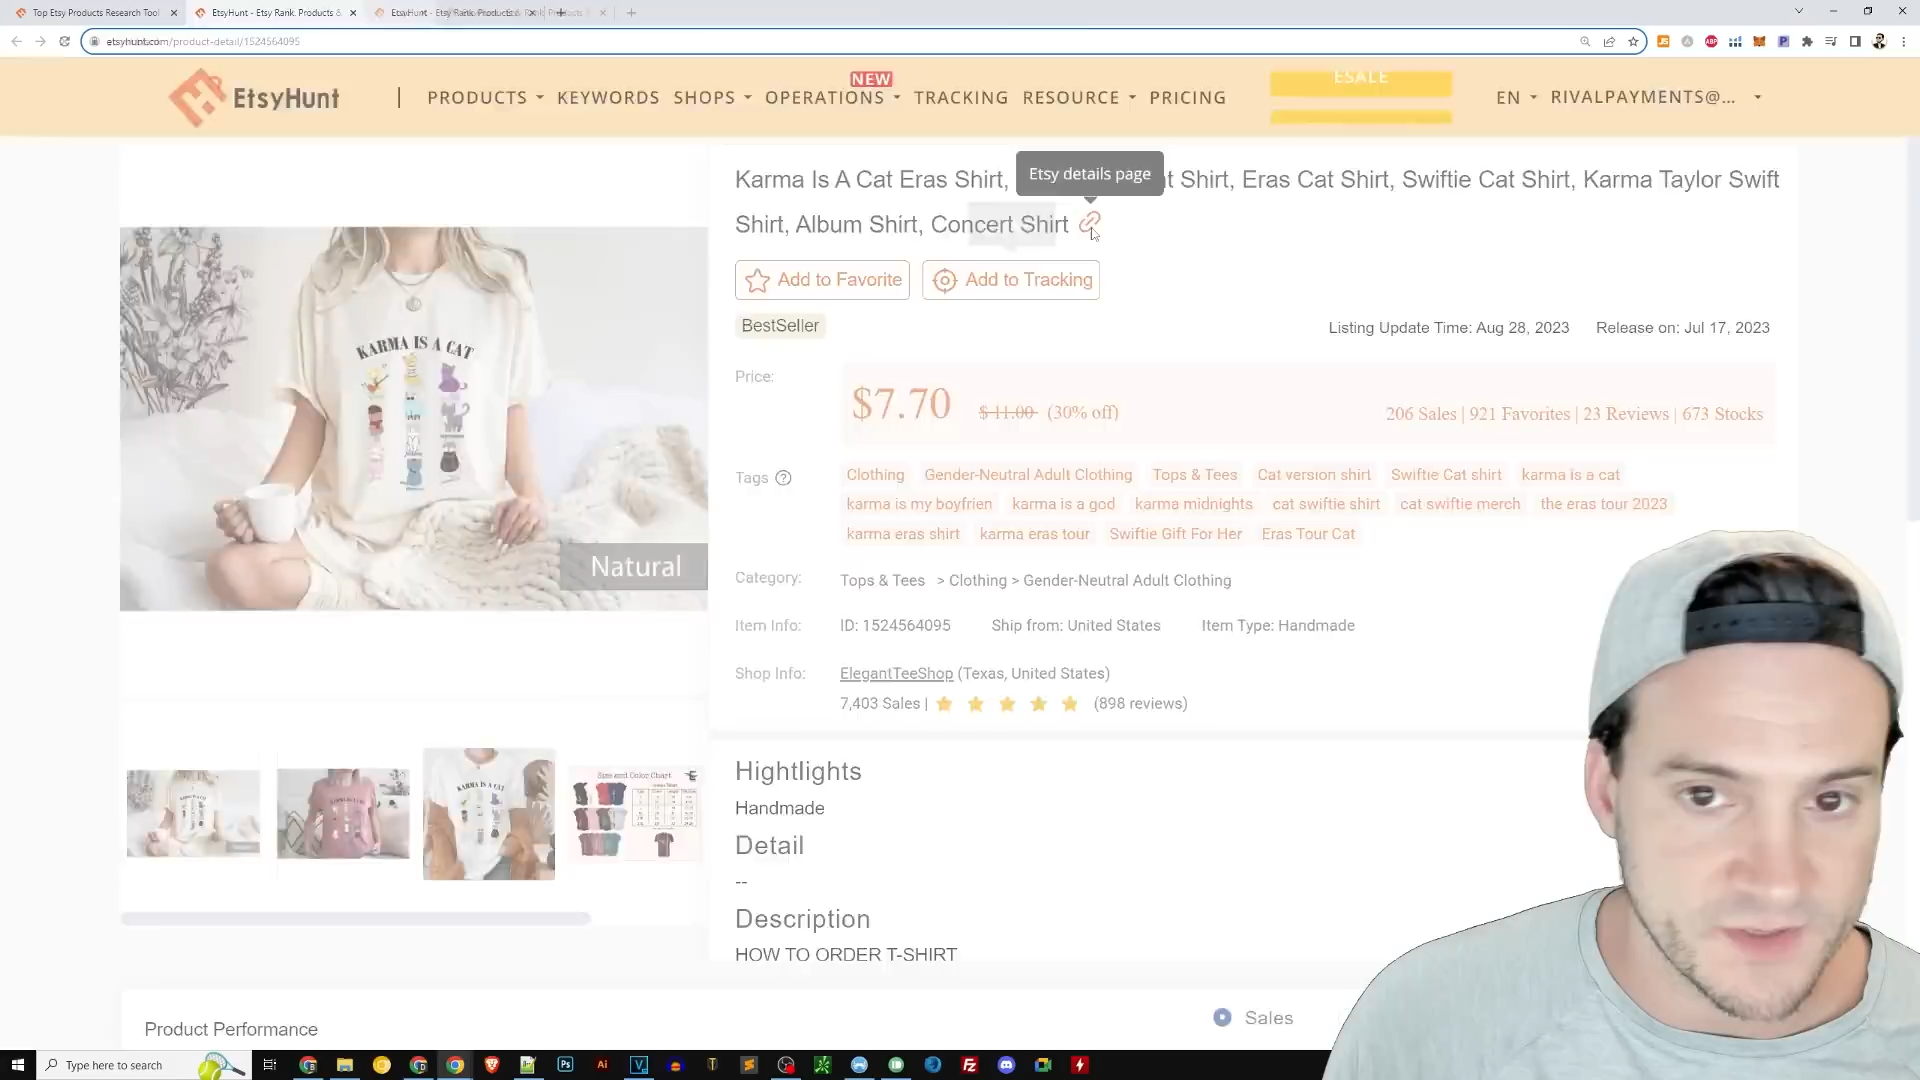 Top Etsy Products Research Tool
EtsyHunt - Etsy Rank. Products &
etsyhunt.com/product-detail/1524564095
EtsyHunt
PRODUCTS
KEYWORDS
SHOPS
NEW
OPERATIONS
TRACKING
RESOURCE
PRICING
ESALE
EN
RIVALPAYMENTS@...
Etsy details page
Karma Is A Cat Eras Shirt, t Shirt, Eras Cat Shirt, Swiftie Cat Shirt, Karma Taylor Swift
Shirt, Album Shirt, Concert Shirt
Add to Favorite
Add to Tracking
BestSeller
Listing Update Time: Aug 28, 2023 Release on: Jul 17, 2023
Price:
$7.70 $ 11.00 (30% off)
206 Sales | 921 Favorites | 23 Reviews | 673 Stocks
Tags
Clothing Gender-Neutral Adult Clothing Tops & Tees Cat version shirt Swiftie Cat shirt karma is a cat
karma is my boyfrien karma is a god karma midnights cat swiftie shirt cat swiftie merch the eras tour 2023
karma eras shirt karma eras tour Swiftie Gift For Her Eras Tour Cat
Category: Tops & Tees > Clothing > Gender-Neutral Adult Clothing
Item Info: ID: 1524564095 Ship from: United States Item Type: Handmade
Shop Info: ElegantTeeShop (Texas, United States)
7,403 Sales | (898 reviews)
KARMA IS A CAT
Natural
KARMA IS A CAT
Size and Color Chart
Hightlights
Handmade
Detail
--
Description
HOW TO ORDER T-SHIRT
Product Performance
Sales
Type here to search